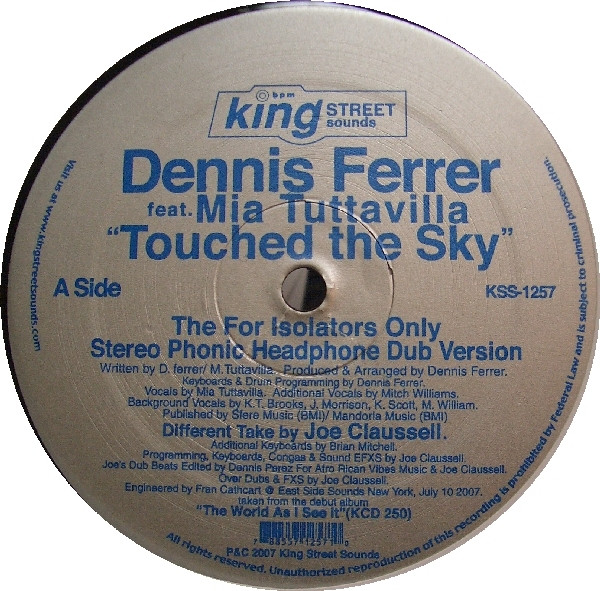 bpm
king STREET
sounds
Dennis Ferrer
feat. Mia Tuttavilla
“Touched the Sky”
A Side
KSS-1257
The For Isolators Only
Stereo Phonic Headphone Dub Version
Written by D. ferrer/ M.Tuttavilla. Produced & Arranged by Dennis Ferrer.
Keyboards & Drum Programming by Dennis Ferrer.
Vocals by Mia Tuttavilla. Additional Vocals by Mitch Williams.
Background Vocals by K.T. Brooks, J. Morrison, K. Scott, M. William.
Published by Sfere Music (BMI)/ Mandoria Music (BMI)
Different Take by Joe Claussell.
Additional Keyboards by Brian Mitchell.
Programming, Keyboards, Congas & Sound EFXS by Joe Claussell.
Joe's Dub Beats Edited by Dennis Perez For Afro Rican Vibes Music & Joe Claussell.
Over Dubs & FXS by Joe Claussell.
Engineered by Fran Cathcart @ East Side Sounds New York, July 10 2007.
taken from the debut album
"The World As I See It"(KCD 250)
7 88557 12571 0
P&C 2007 King Street Sounds
Visit us at www.kingstreetsounds.com
All rights reserved. Unauthorized reproduction of this recording is prohibited by Federal Law and is subject to criminal prosecution.